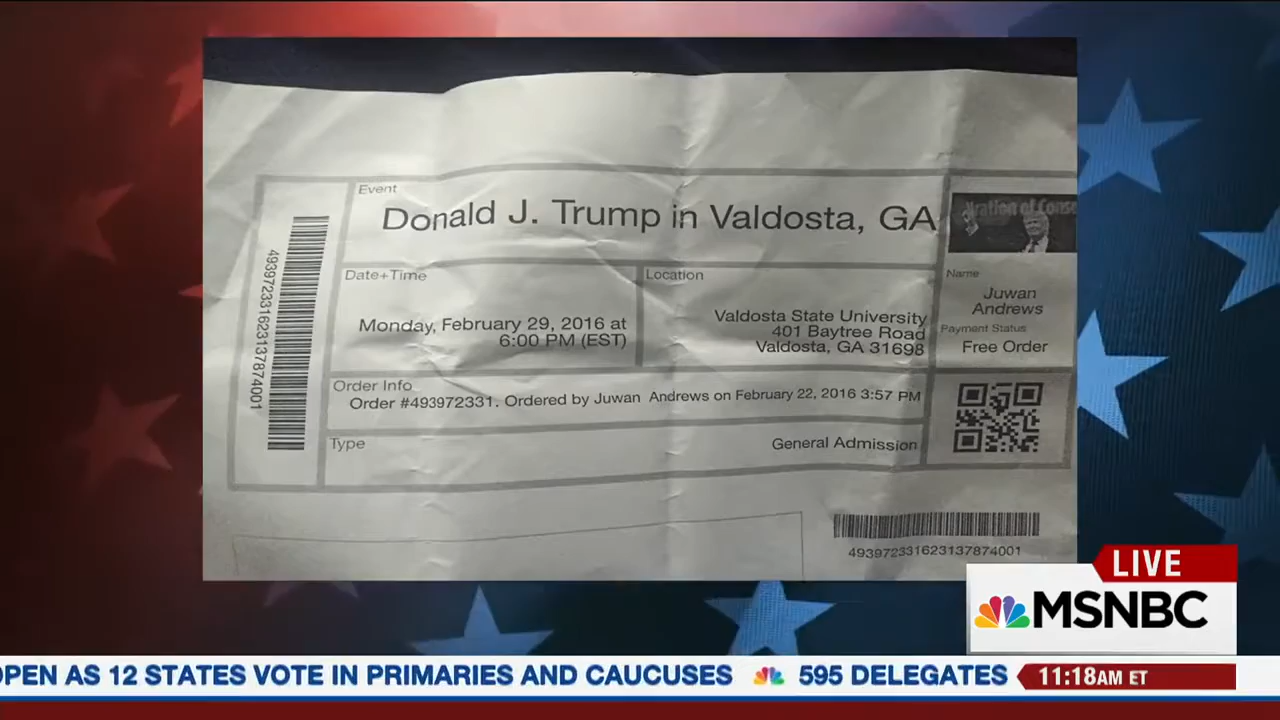 Event
Donald J. Trump in Valdosta, GA
Date+Time
Monday, February 29, 2016 at
6:00 PM (EST)
Location
Valdosta State University
401 Baytree Road
Valdosta, GA 31698
Name
Juwan
Andrews
Payment Status
Free Order
Order Info
Order #493972331. Ordered by Juwan Andrews on February 22, 2016 3:57 PM
Type
General Admission
493972331623137874001
493972331623137874001
LIVE
MSNBC
OPEN AS 12 STATES VOTE IN PRIMARIES AND CAUCUSES 595 DELEGATES
11:18AM ET